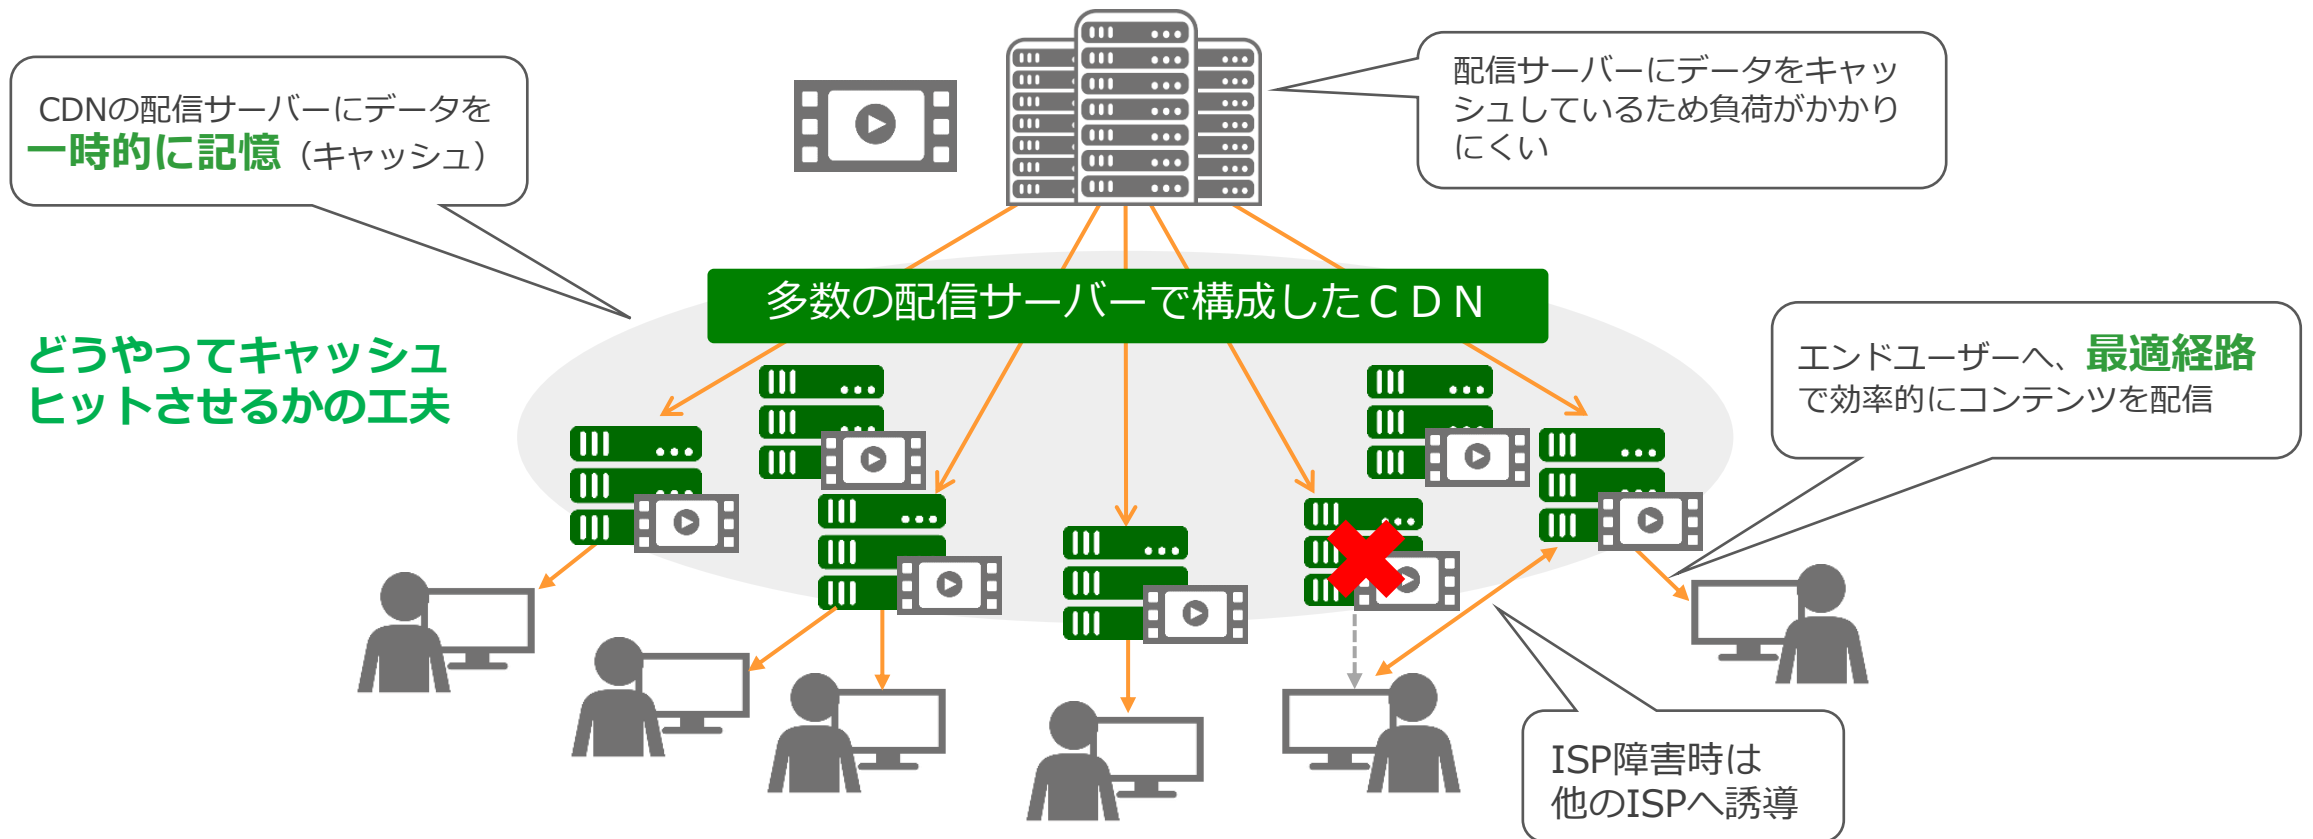 CDNの配信サーバーにデータを
一時的に記憶（キャッシュ）
配信サーバーにデータをキャッ
シュしているため負荷がかかり
にくい
多数の配信サーバーで構成したＣＤＮ
どうやってキャッシュ
ヒットさせるかの工夫
エンドユーザーへ、最適経路
で効率的にコンテンツを配信
ISP障害時は
他のISPへ誘導